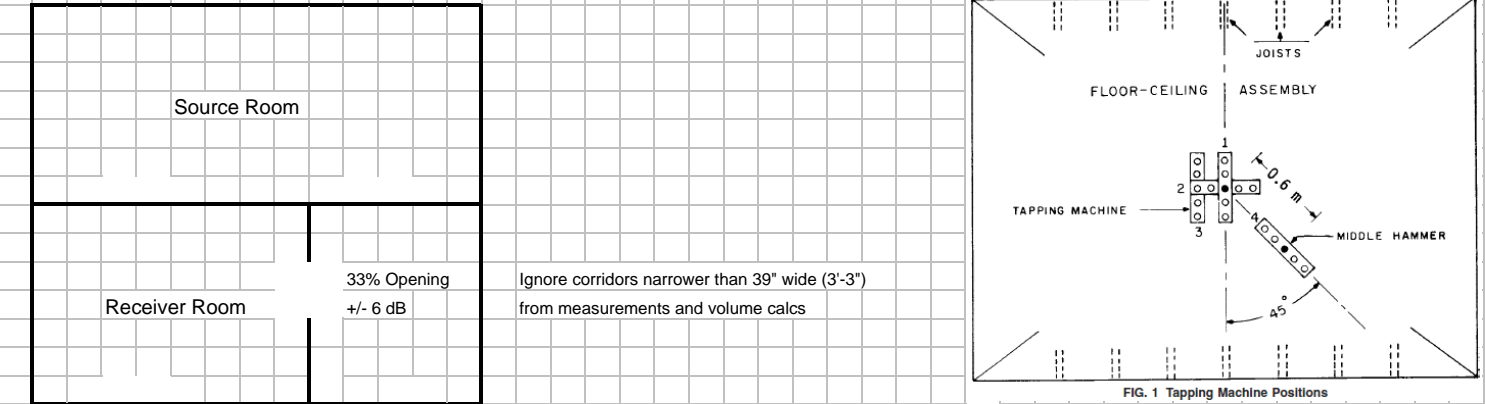 Source Room
Receiver Room
33% Opening
+/- 6 dB
Ignore corridors narrower than 39" wide (3'-3")
from measurements and volume calcs
JOISTS
FLOOR-CEILING ASSEMBLY
1
0.6 m
2
TAPPING MACHINE
3
4
MIDDLE HAMMER
45°
FIG. 1 Tapping Machine Positions